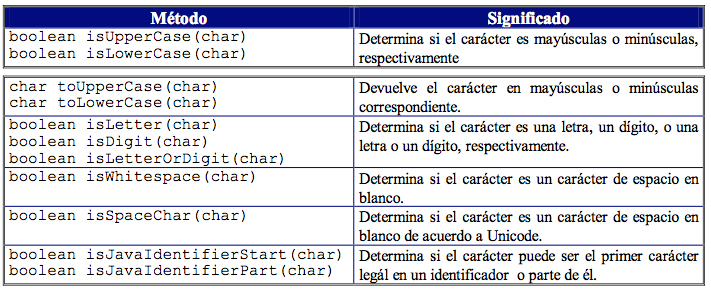 Método Significado
boolean isUpperCase(char) Determina si el carácter es mayúsculas o minúsculas,
boolean isLowerCase(char) respectivamente
char toUpperCase(char) Devuelve el carácter en mayúsculas o minúsculas
char toLowerCase(char) correspondiente.
boolean isLetter(char) Determina si el carácter es una letra, un dígito, o una
boolean isDigit(char) letra o un dígito, respectivamente.
boolean isLetterOrDigit(char)
boolean isWhitespace(char) Determina si el carácter es un carácter de espacio en
blanco.
boolean isSpaceChar(char) Determina si el carácter es un carácter de espacio en
blanco de acuerdo a Unicode.
boolean isJavaIdentifierStart(char) Determina si el carácter puede ser el primer carácter
boolean isJavaIdentifierPart(char) legál en un identificador o parte de él.